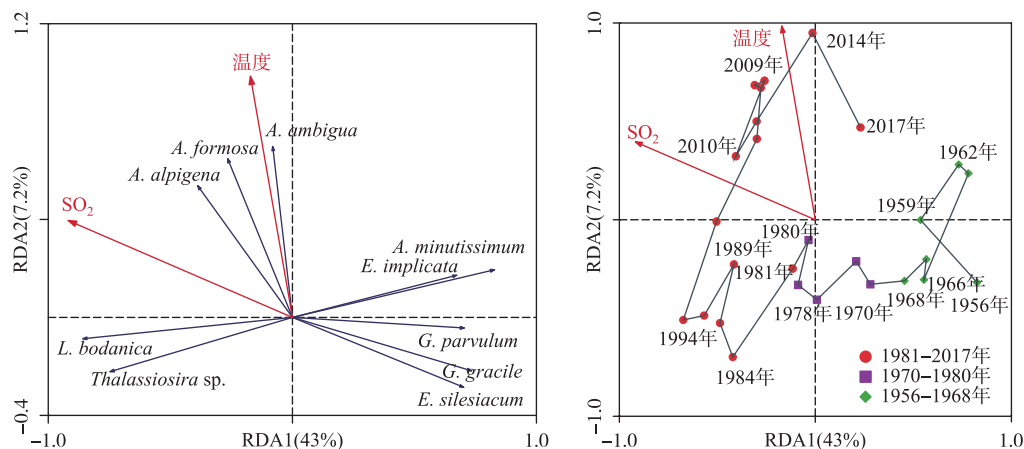 1.2
温度
A. ambigua
A. formosa
A. alpigena
SO2
A. minutissimum
E. implicata
G. parvulum
L. bodanica
G. gracile
Thalassiosira sp.
E. silesiacum
RDA2(7.2%)
-0.4
-1.0
RDA1(43%)
1.0
1.0
温度
2014年
2009年
2017年
SO2
2010年
1962年
1959年
1980年
1989年
1981年
1966年
1978年
1970年
1968年
1956年
1994年
1984年
1981-2017年
1970-1980年
1956-1968年
RDA2(7.2%)
-1.0
-1.0
RDA1(43%)
1.0